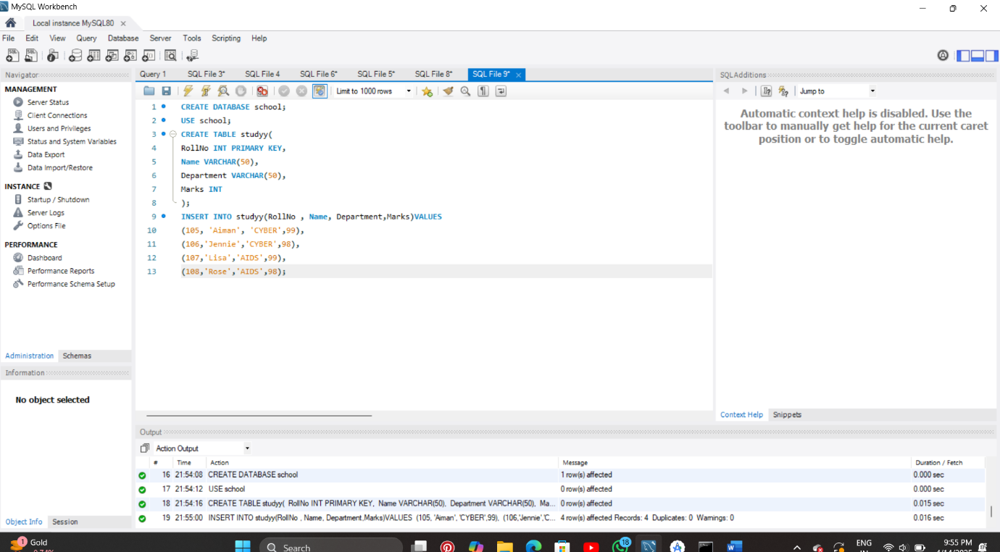 MySQL Workbench
Local instance MySQL80
File Edit View Query Database Server Tools Scripting Help
Navigator
MANAGEMENT
Server Status
Client Connections
Users and Privileges
Status and System Variables
Data Export
Data Import/Restore
INSTANCE
Startup / Shutdown
Server Logs
Options File
PERFORMANCE
Dashboard
Performance Reports
Performance Schema Setup
Administration Schemas
Information
No object selected
Object Info Session
Query 1 SQL File 3* SQL File 4 SQL File 6* SQL File 5* SQL File 8* SQL File 9*
Limit to 1000 rows
1 CREATE DATABASE school;
2 USE school;
3 CREATE TABLE studyy(
4 RollNo INT PRIMARY KEY,
5 Name VARCHAR(50),
6 Department VARCHAR(50),
7 Marks INT
8 );
9 INSERT INTO studyy(RollNo , Name, Department,Marks)VALUES
10 (105, 'Aiman', 'CYBER',99),
11 (106,'Jennie','CYBER',98),
12 (107,'Lisa','AIDS',99),
13 (108,'Rose','AIDS',98);
SQLAdditions
Jump to
Automatic context help is disabled. Use the
toolbar to manually get help for the current caret
position or to toggle automatic help.
Context Help Snippets
Output
Action Output
# Time Action Message Duration / Fetch
16 21:54:08 CREATE DATABASE school 1 row(s) affected 0.000 sec
17 21:54:12 USE school 0 row(s) affected 0.000 sec
18 21:54:16 CREATE TABLE studyy( RollNo INT PRIMARY KEY, Name VARCHAR(50), Department VARCHAR(50), Ma... 0 row(s) affected 0.015 sec
19 21:55:00 INSERT INTO studyy(RollNo , Name, Department,Marks)VALUES (105, 'Aiman', 'CYBER',99), (106,'Jennie','C... 4 row(s) affected Records: 4 Duplicates: 0 Warnings: 0 0.016 sec
1 Gold
Search
18
ENG
9:55 PM